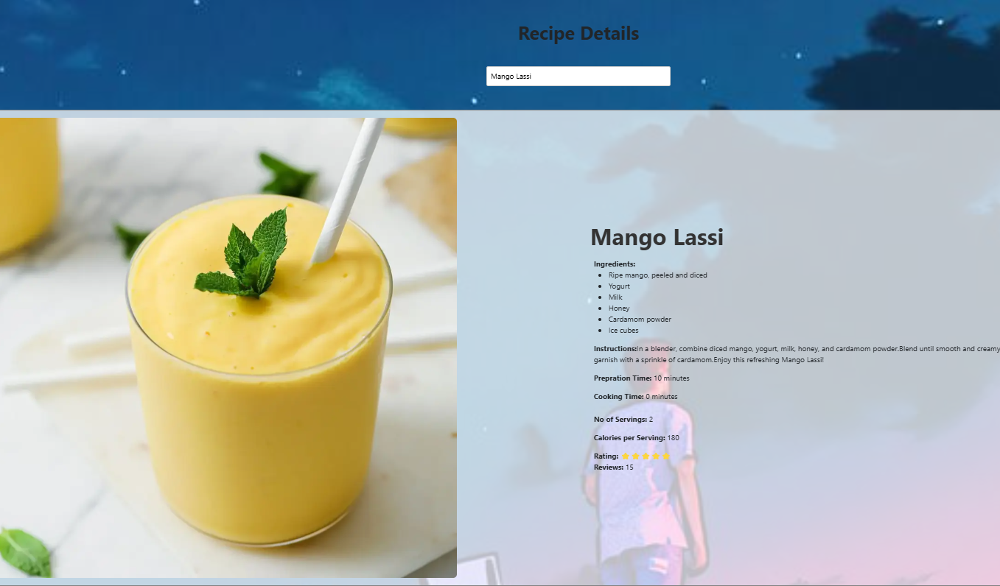 Recipe Details
Mango Lassi
Mango Lassi
Ingredients:
Ripe mango, peeled and diced
Yogurt
Milk
Honey
Cardamom powder
Ice cubes
Instructions:In a blender, combine diced mango, yogurt, milk, honey, and cardamom powder.Blend until smooth and creamy
garnish with a sprinkle of cardamom.Enjoy this refreshing Mango Lassi!
Prepration Time: 10 minutes
Cooking Time: 0 minutes
No of Servings: 2
Calories per Serving: 180
Rating: ⭐⭐⭐⭐⭐
Reviews: 15